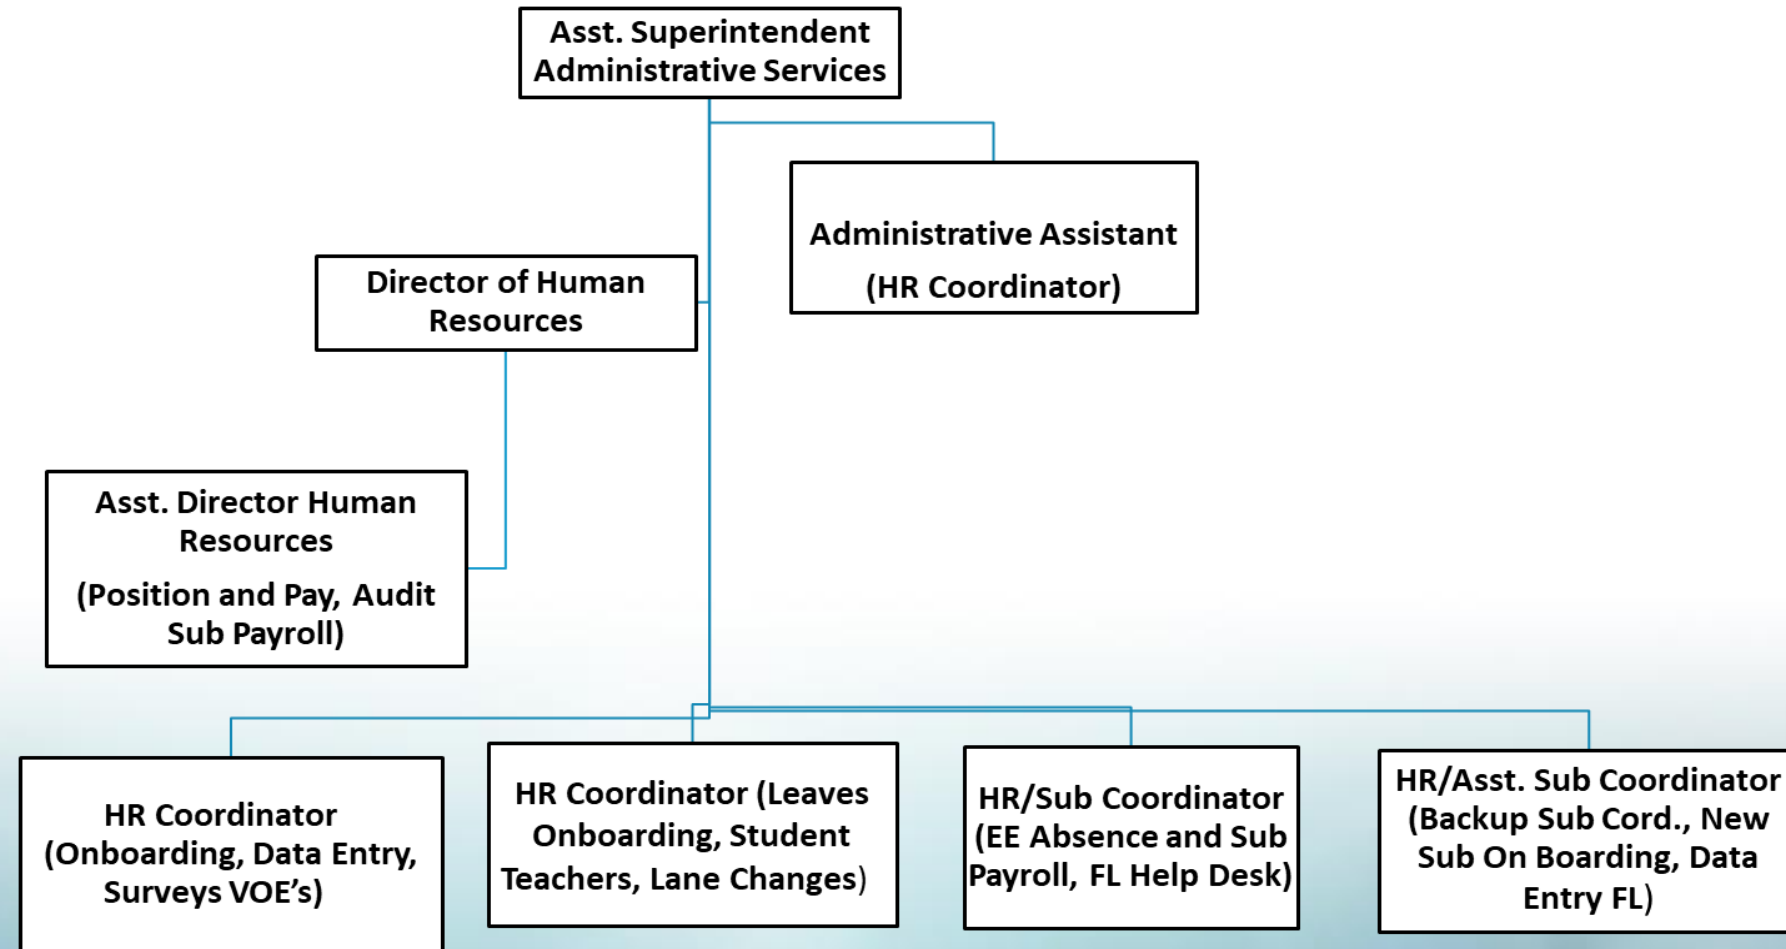 Asst. Superintendent
Administrative Services
Administrative Assistant
(HR Coordinator)
Director of Human
Resources
Asst. Director Human
Resources
(Position and Pay, Audit
Sub Payroll)
HR Coordinator
(Onboarding, Data Entry,
Surveys VOE’s)
HR Coordinator (Leaves
Onboarding, Student
Teachers, Lane Changes)
HR/Sub Coordinator
(EE Absence and Sub
Payroll, FL Help Desk)
HR/Asst. Sub Coordinator
(Backup Sub Cord., New
Sub On Boarding, Data
Entry FL)